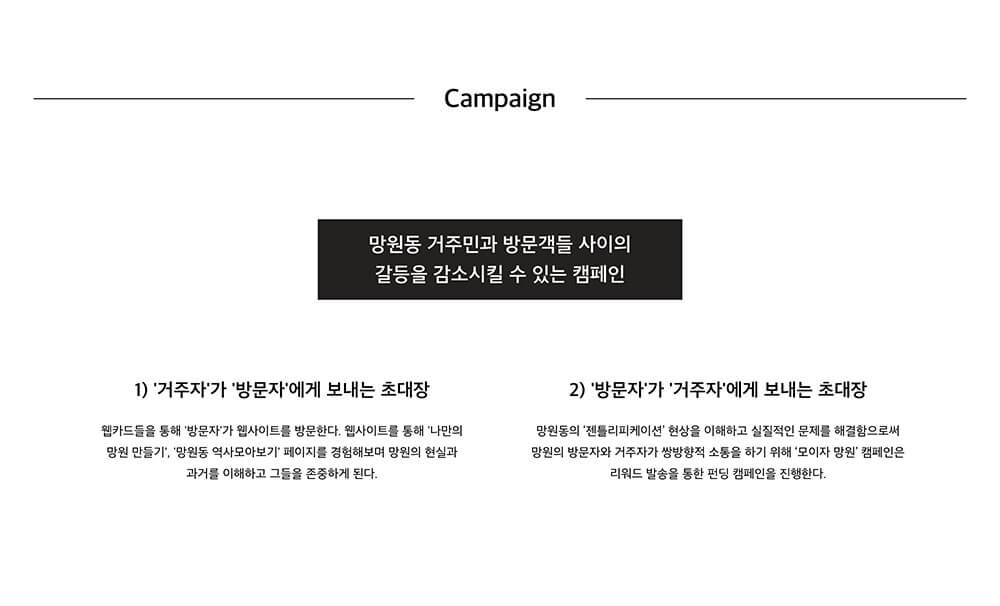 Campaign
망원동 거주민과 방문객들 사이의
갈등을 감소시킬 수 있는 캠페인
1) '거주자'가 '방문자'에게 보내는 초대장
웹카드들을 통해 '방문자'가 웹사이트를 방문한다. 웹사이트를 통해 '나만의
망원 만들기', '망원동 역사모아보기' 페이지를 경험해보며 망원의 현실과
과거를 이해하고 그들을 존중하게 된다.
2) '방문자'가 '거주자'에게 보내는 초대장
망원동의 '젠틀리피케이션' 현상을 이해하고 실질적인 문제를 해결함으로써
망원의 방문자와 거주자가 쌍방향적 소통을 하기 위해 '모이자 망원' 캠페인은
리워드 발송을 통한 펀딩 캠페인을 진행한다.